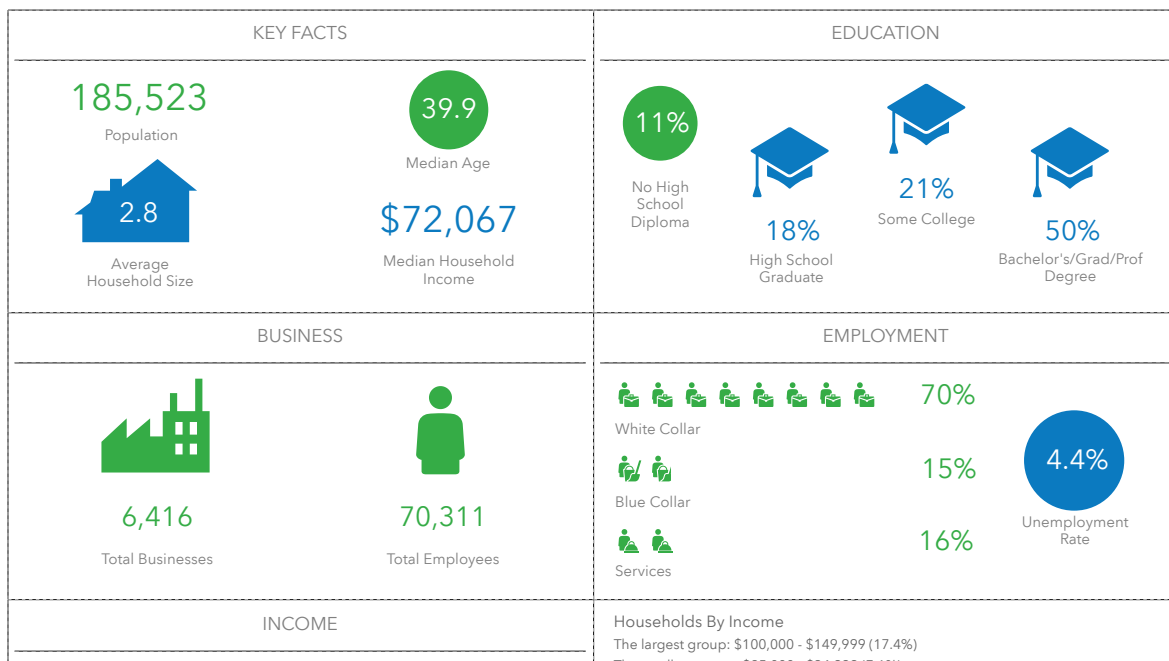 KEY FACTS
185,523
Population
39.9
Median Age
2.8
Average
Household Size
$72,067
Median Household
Income
EDUCATION
11%
No High
School
Diploma
18%
High School
Graduate
21%
Some College
50%
Bachelor's/Grad/Prof
Degree
BUSINESS
6,416
Total Businesses
70,311
Total Employees
EMPLOYMENT
70%
White Collar
15%
Blue Collar
16%
Services
4.4%
Unemployment
Rate
INCOME
Households By Income
The largest group: $100,000 - $149,999 (17.4%)